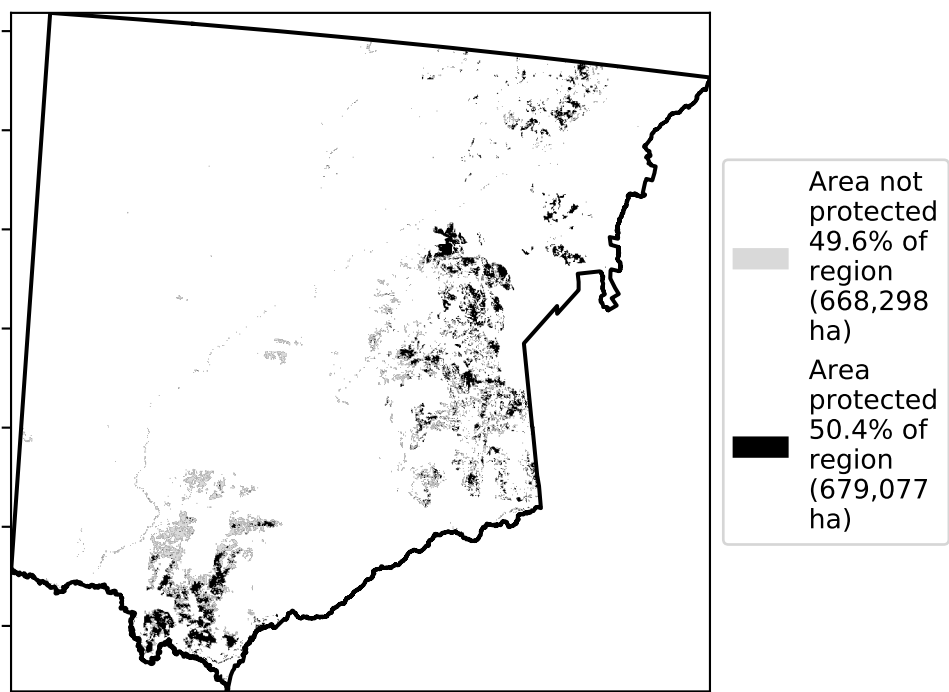 Area not
protected
49.6% of
region
(668,298
ha)
Area
protected
50.4% of
region
(679,077
ha)